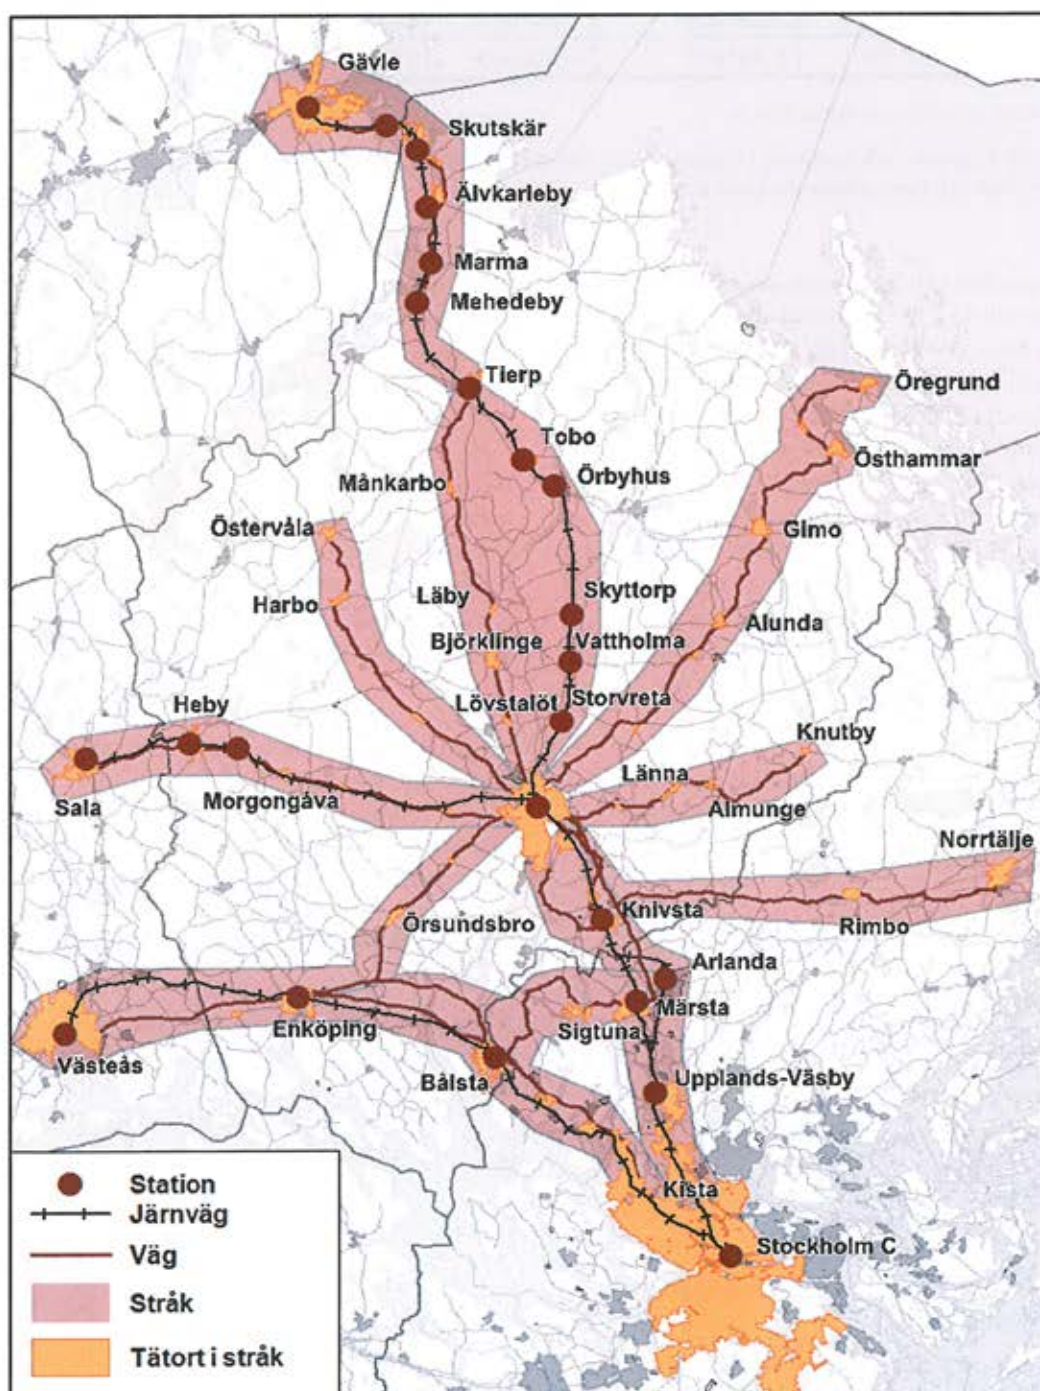 Gävle
Skutskär
Älvkarleby
Marma
Mehedeby
Tierp
Öregrund
Tobo
Östhammar
Månkarbo
Örbyhus
Östervåla
Gimo
Harbo
Läby
Skyttorp
Alunda
Björklinge
Vattholma
Lövstalöt
Storvreta
Heby
Knutby
Länna
Sala
Morgongåva
Almunge
Norrtälje
Örsundsbro
Knivsta
Rimbo
Arlanda
Märsta
Enköping
Sigtuna
Västeås
Bålsta
Upplands-Väsby
Kista
Stockholm C
Station
Järnväg
Väg
Stråk
Tätort i stråk